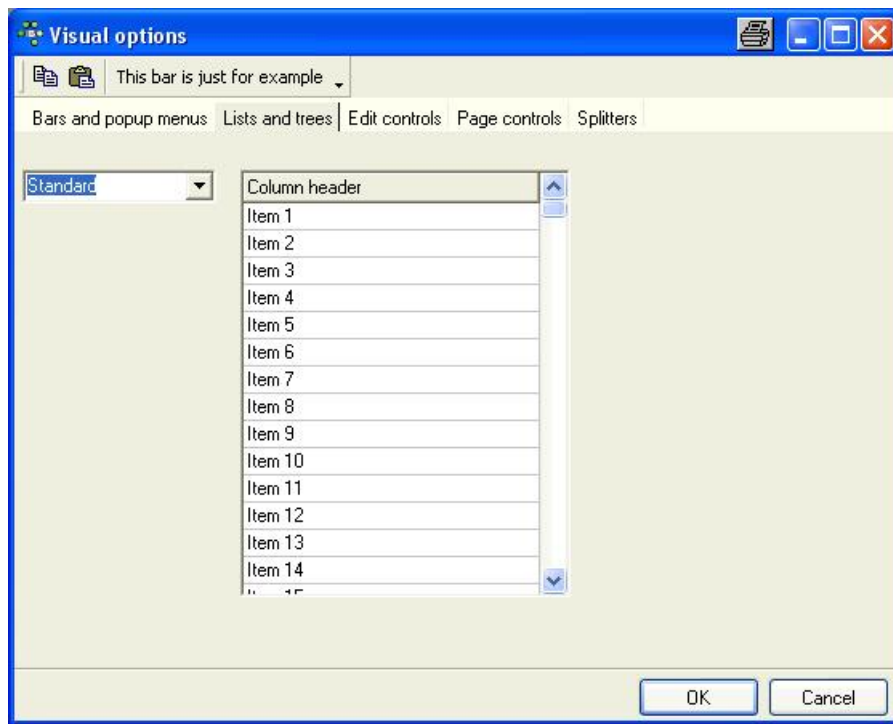 Visual options
This bar is just for example
Bars and popup menus Lists and trees Edit controls Page controls Splitters
Standard
Column header
Item 1
Item 2
Item 3
Item 4
Item 5
Item 6
Item 7
Item 8
Item 9
Item 10
Item 11
Item 12
Item 13
Item 14
OK Cancel